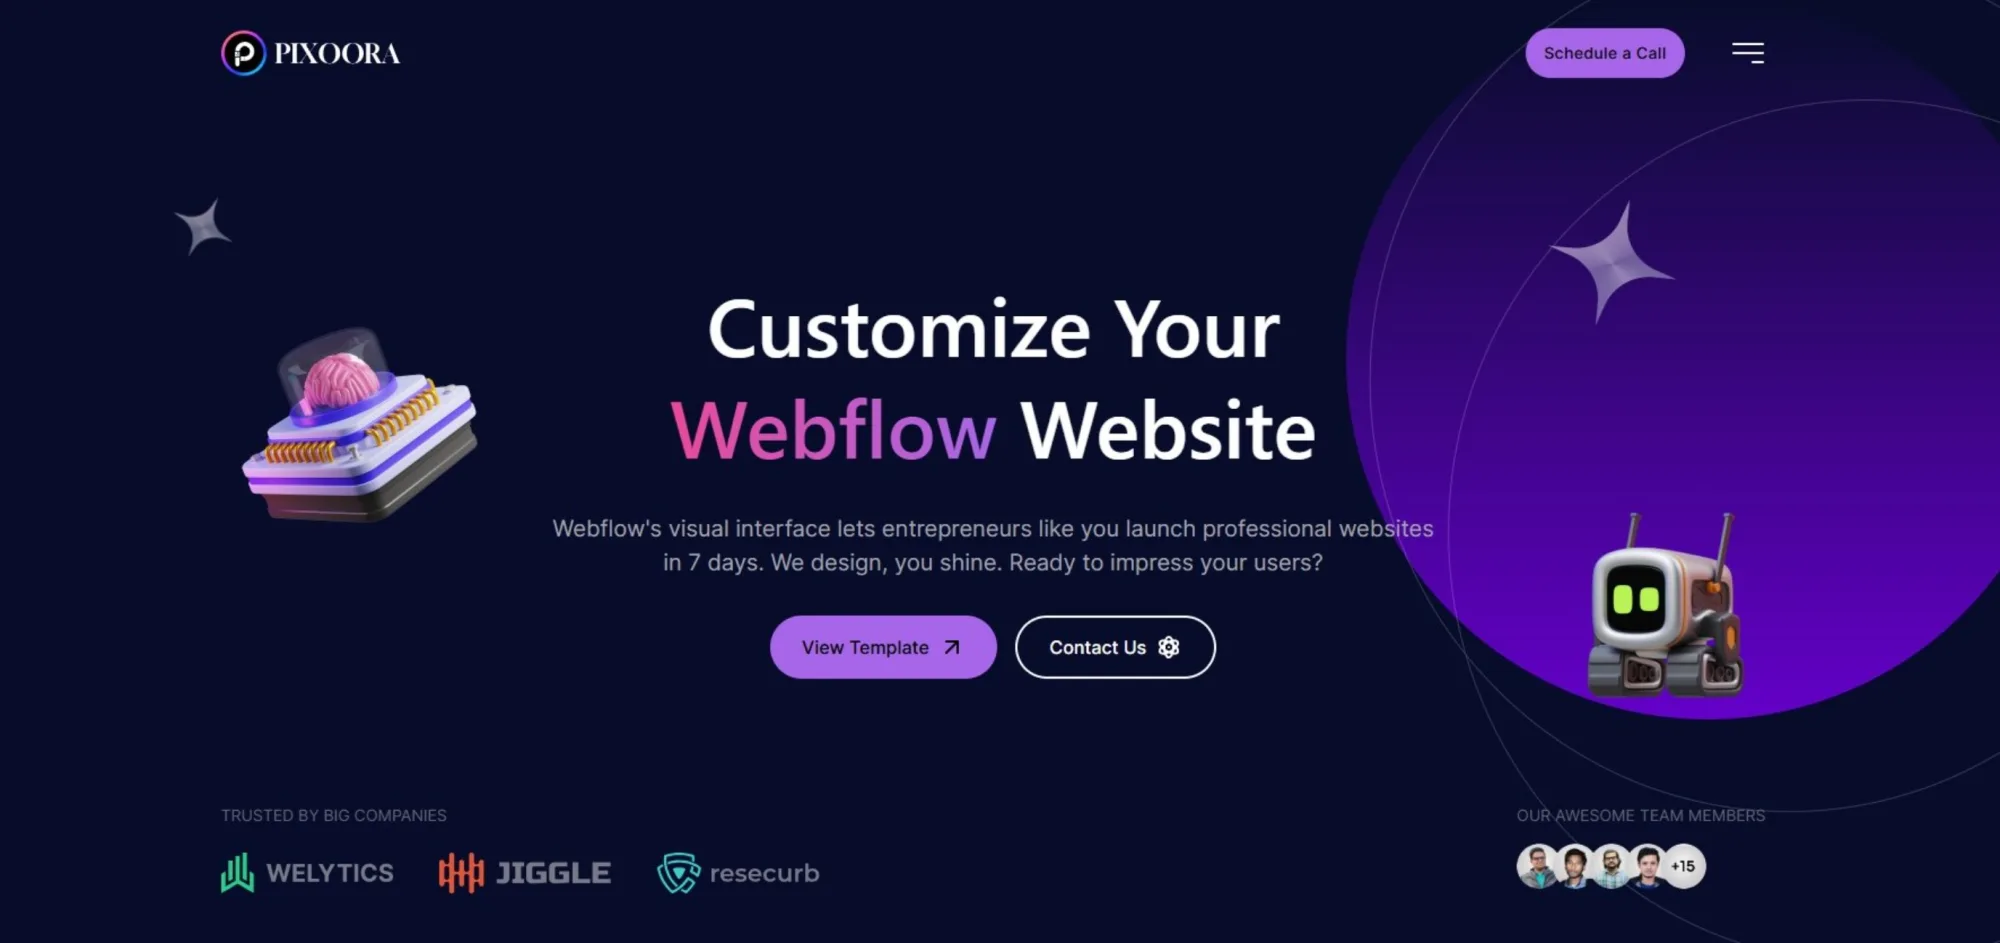 PIXOORA
Schedule a Call
Customize Your
Webflow Website
Webflow's visual interface lets entrepreneurs like you launch professional websites
in 7 days. We design, you shine. Ready to impress your users?
View Template
Contact Us
TRUSTED BY BIG COMPANIES
OUR AWESOME TEAM MEMBERS
WELYTICS
JIGGLE
resecurb
+15